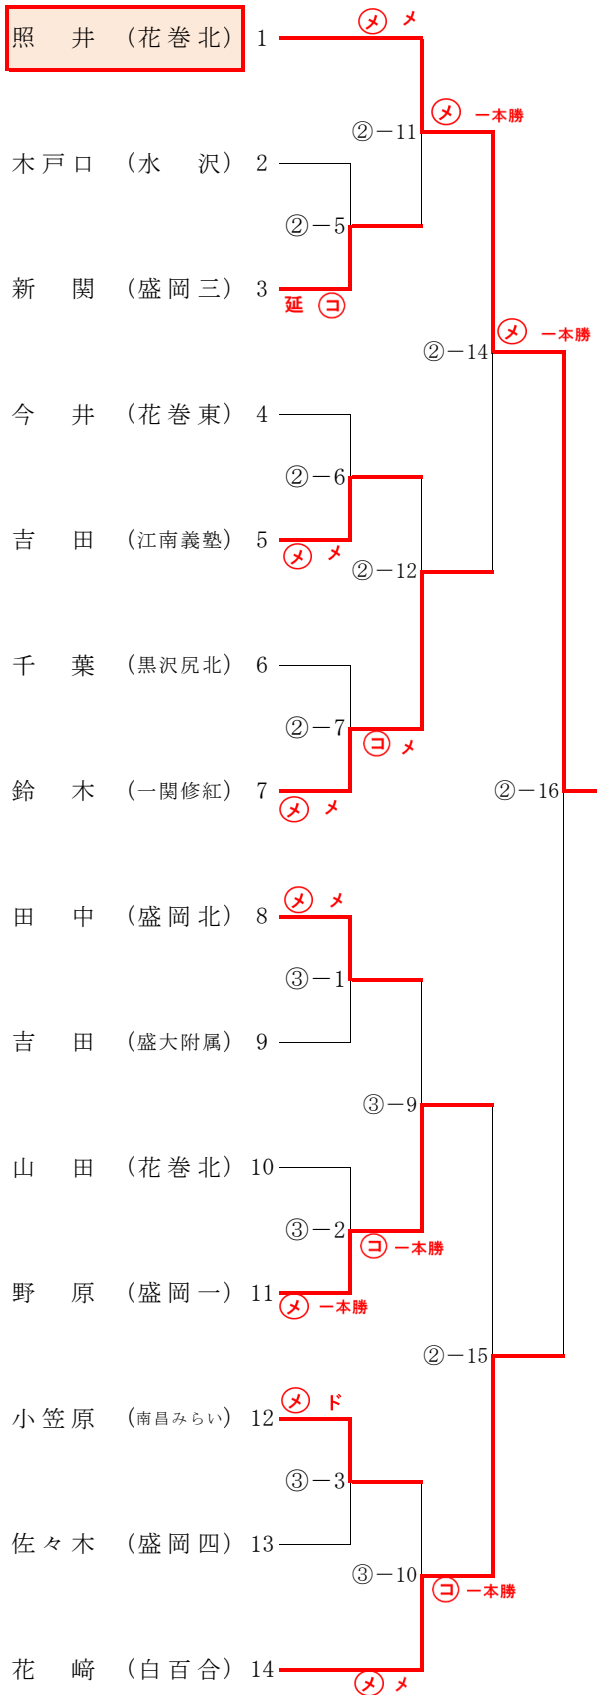 ㋱ メ
照 井 (花巻北) 1
㋱ 一本勝
②－11
木戸口 (水 沢) 2
②－5
新 関 (盛岡三) 3
延 ㋙
㋱ 一本勝
②－14
今 井 (花巻東) 4
②－6
吉 田 (江南義塾) 5
㋱ メ
②－12
千 葉 (黒沢尻北) 6
②－7
㋙ メ
鈴 木 (一関修紅) 7
㋱ メ
②－16
㋱ メ
田 中 (盛岡北) 8
③－1
吉 田 (盛大附属) 9
③－9
山 田 (花巻北) 10
③－2
㋙ 一本勝
野 原 (盛岡一) 11
㋱ 一本勝
②－15
㋱ ド
小笠原 (南昌みらい) 12
③－3
佐々木 (盛岡四) 13
③－10
㋙ 一本勝
花 﨑 (白百合) 14
㋱ メ